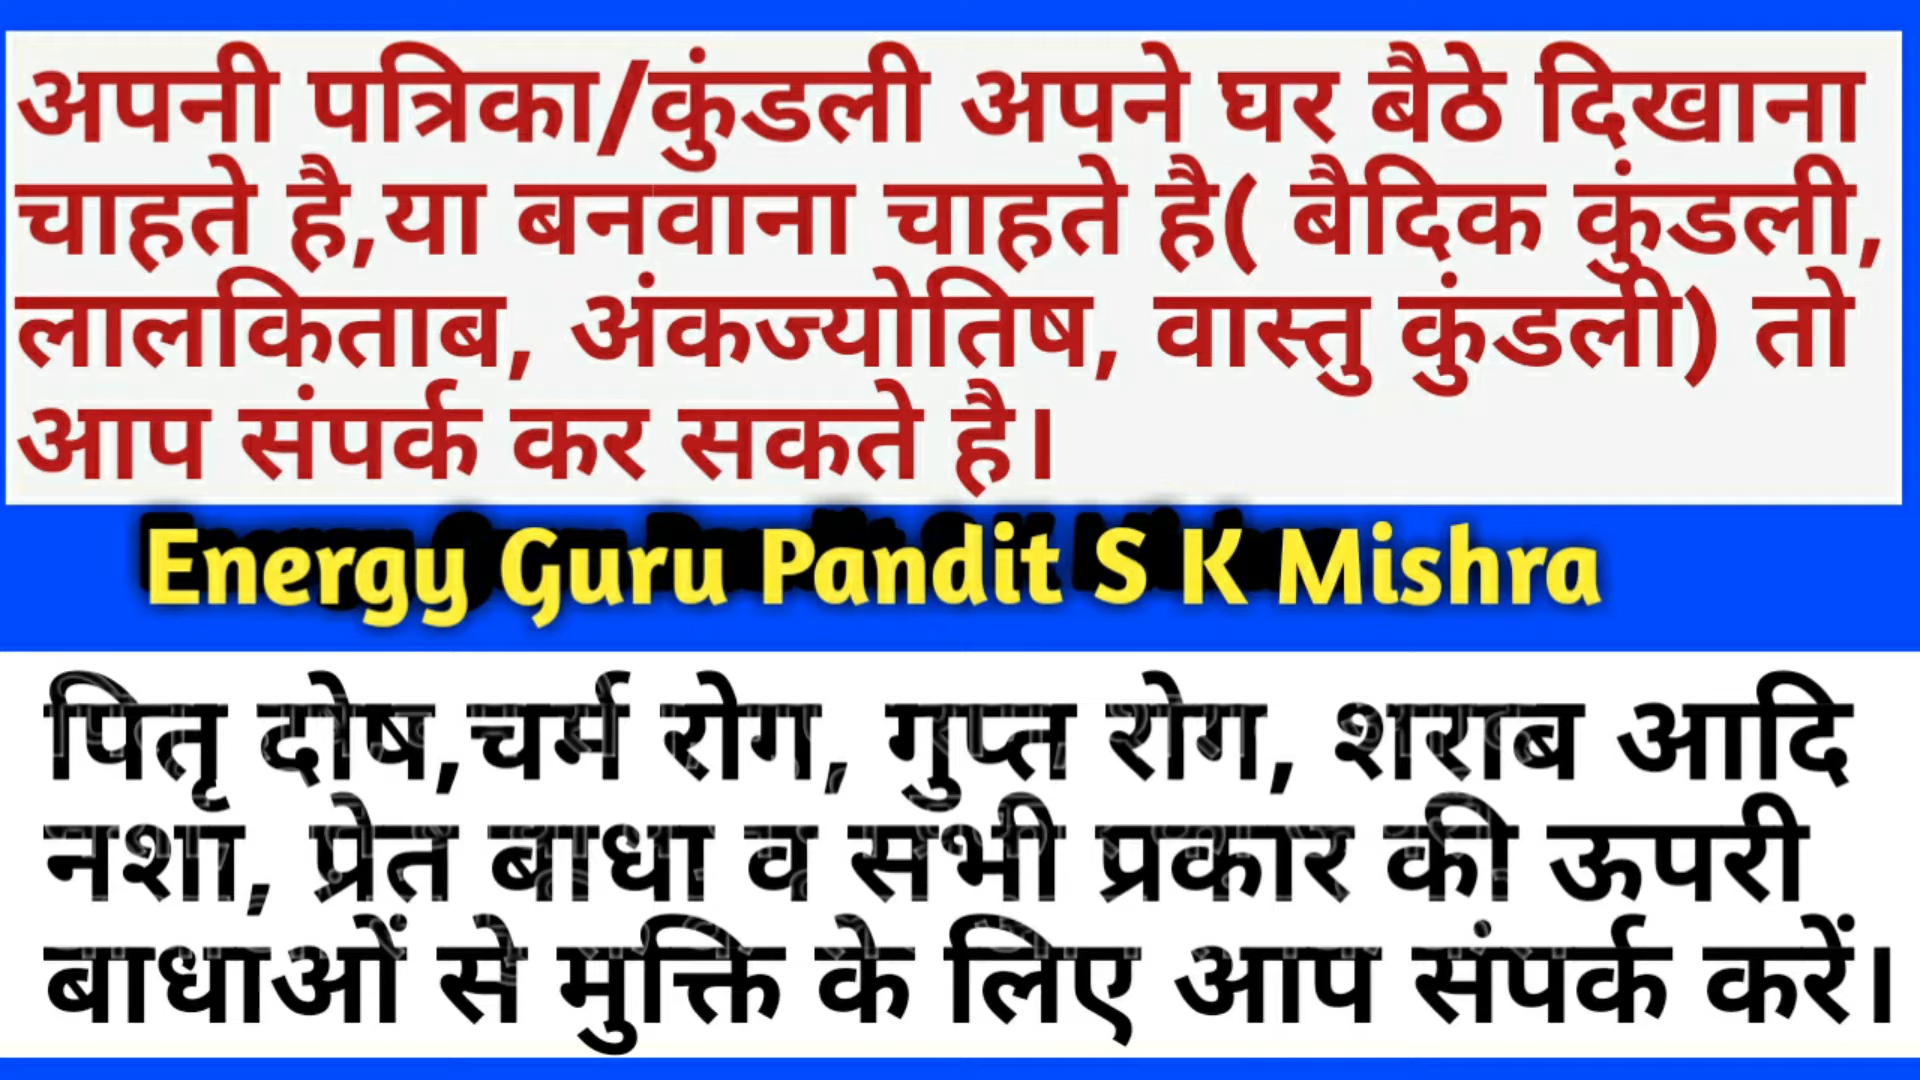 अपनी पत्रिका/कुंडली अपने घर बैठे दिखाना
चाहते है,या बनवाना चाहते है( बैदिक कुंडली,
लालकिताब, अंकज्योतिष, वास्तु कुंडली) तो
आप संपर्क कर सकते है।
Energy Guru Pandit S K Mishra
पितृ दोष,चर्म रोग, गुप्त रोग, शराब आदि
नशा, प्रेत बाधा व सभी प्रकार की ऊपरी
बाधाओं से मुक्ति के लिए आप संपर्क करें।